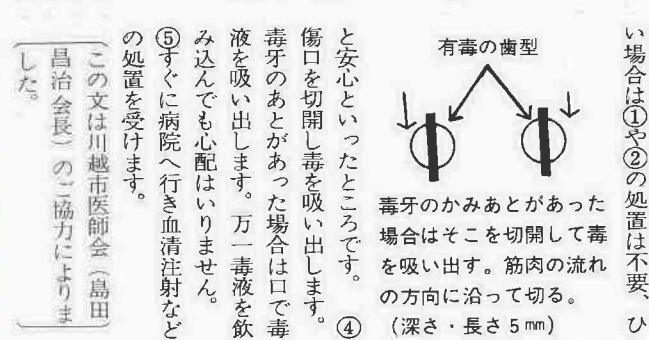 い場合は①や②の処置は不要、ひ
有毒の歯型
毒牙のかみあとがあった
場合はそこを切開して毒
を吸い出す。筋肉の流れ
の方向に沿って切る。
(深さ・長さ5㎜)
と安心といったところです。 ④
傷口を切開し毒を吸い出します。
毒牙のあとがあった場合は口で毒
液を吸い出します。万一毒液を飲
み込んでも心配はいりません。
⑤すぐに病院へ行き血清注射など
の処置を受けます。
この文は川越市医師会(島田
昌治会長)のご協力によりま
した。